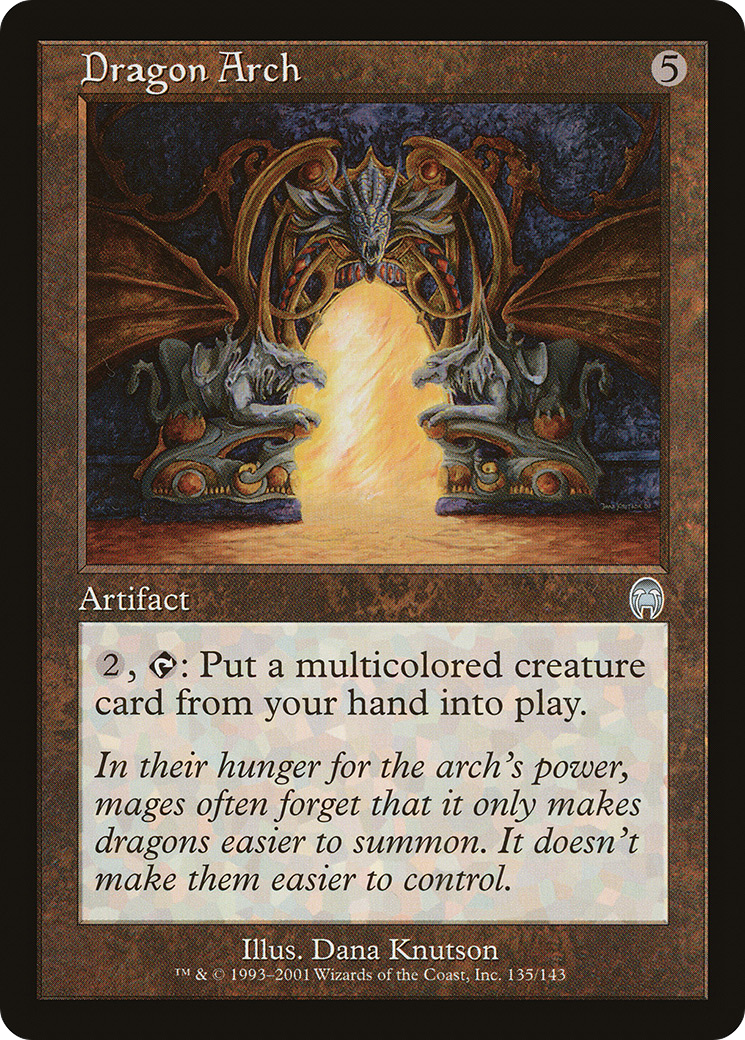 Dragon Arch
5
Artifact
2, : Put a multicolored creature
card from your hand into play.
In their hunger for the arch's power,
mages often forget that it only makes
dragons easier to summon. It doesn't
make them easier to control.
Illus. Dana Knutson
™ & © 1993–2001 Wizards of the Coast, Inc. 135/143